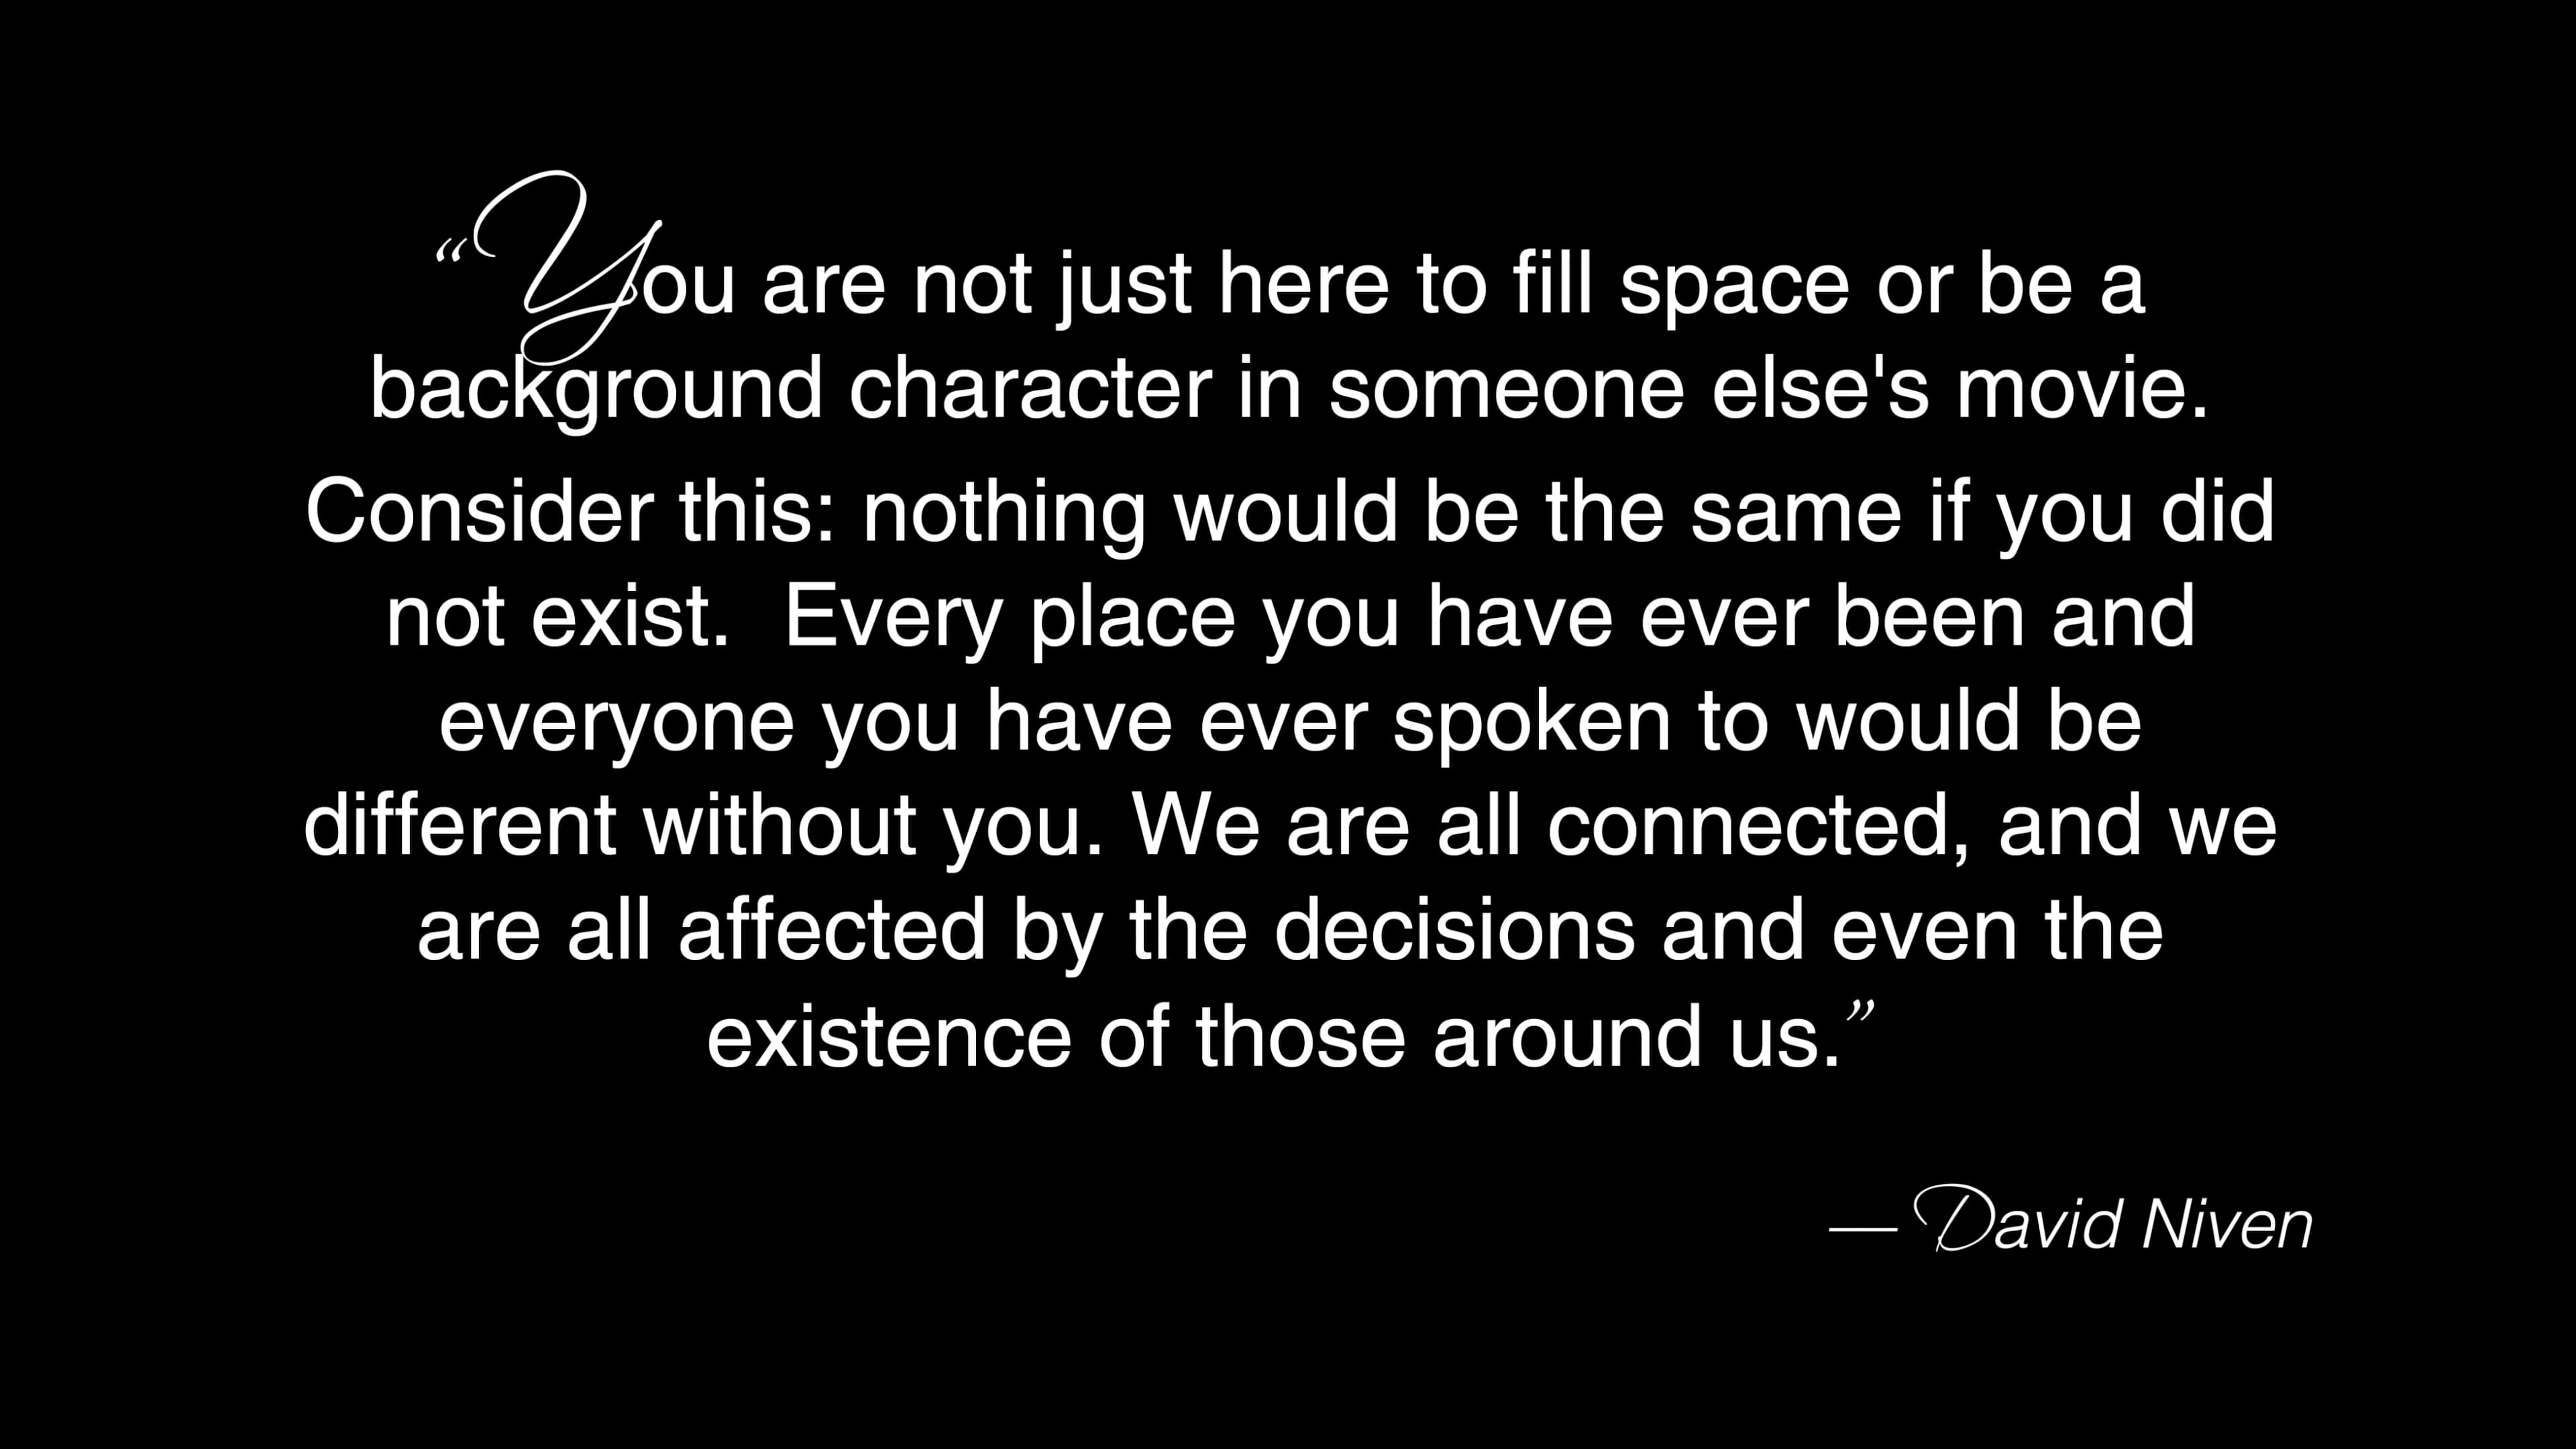 “You are not just here to fill space or be a
background character in someone else's movie.
Consider this: nothing would be the same if you did
not exist.  Every place you have ever been and
everyone you have ever spoken to would be
different without you. We are all connected, and we
are all affected by the decisions and even the
existence of those around us.”
— David Niven